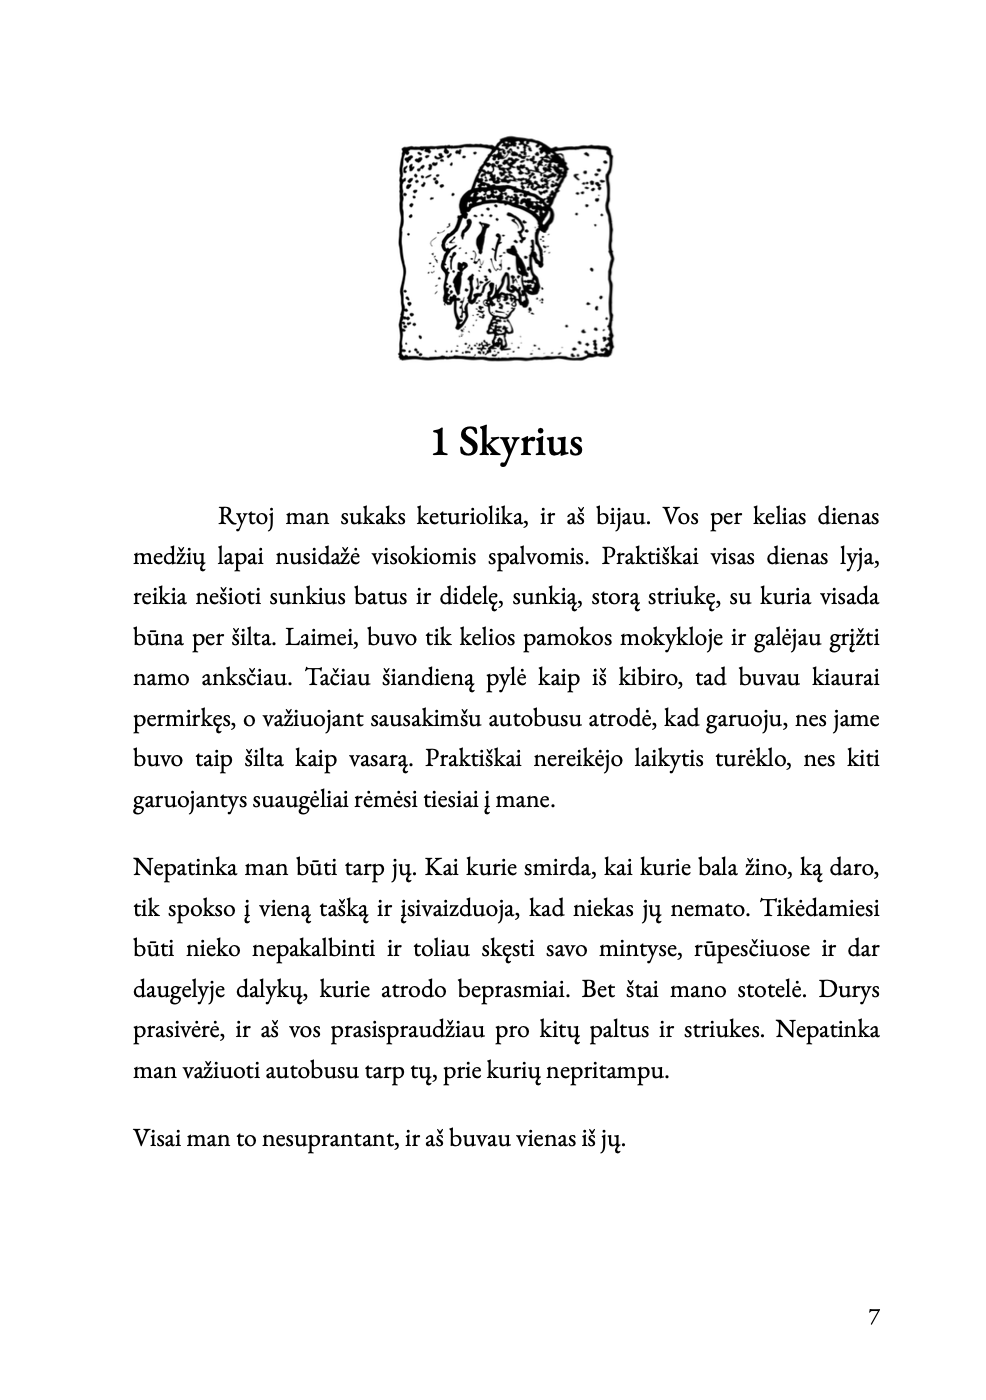 1 Skyrius
Rytoj man sukaks keturiolika, ir aš bijau. Vos per kelias dienas
medžių lapai nusidažė visokiomis spalvomis. Praktiškai visas dienas lyja,
reikia nešioti sunkius batus ir didelę, sunkią, storą striukę, su kuria visada
būna per šilta. Laimei, buvo tik kelios pamokos mokykloje ir galėjau grįžti
namo anksčiau. Tačiau šiandieną pylė kaip iš kibiro, tad buvau kiaurai
permirkęs, o važiuojant sausakimšu autobusu atrodė, kad garuoju, nes jame
buvo taip šilta kaip vasarą. Praktiškai nereikėjo laikytis turėklo, nes kiti
garuojantys suaugėliai rėmėsi tiesiai į mane.
Nepatinka man būti tarp jų. Kai kurie smirda, kai kurie bala žino, ką daro,
tik spokso į vieną tašką ir įsivaizduoja, kad niekas jų nemato. Tikėdamiesi
būti nieko nepakalbinti ir toliau skęsti savo mintyse, rūpesčiuose ir dar
daugelyje dalykų, kurie atrodo beprasmiai. Bet štai mano stotelė. Durys
prasivėrė, ir aš vos prasispraudžiau pro kitų paltus ir striukes. Nepatinka
man važiuoti autobusu tarp tų, prie kurių nepritampu.
Visai man to nesuprantant, ir aš buvau vienas iš jų.
7